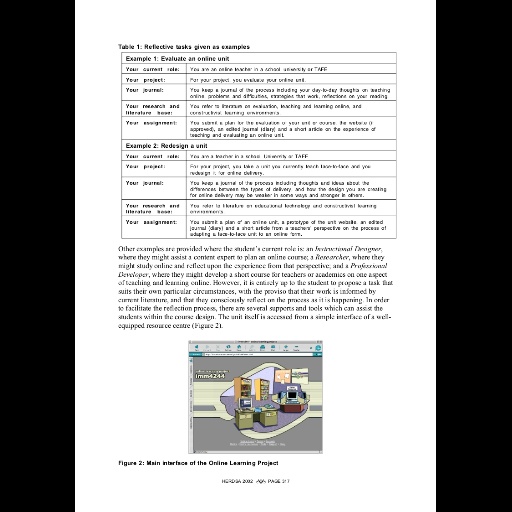 Table 1: Reflective tasks given as examples
Example 1: Evaluate an online unit
Your current role: You are an online teacher in a school university or TAFE
Your project: For your project, you evaluate your online unit.
Your journal: You keep a journal of the process including your day-to-day thoughts on teaching
online, problems and difficulties, strategies that work, reflections on your reading
Your research and You refer to literature on evaluation, teaching and learning online, and
literature base: constructivist learning environments
Your assignment: You submit a plan for the evaluation of your unit or course, the website (if
approved), an edited journal (diary) and a short article on the experience of
teaching and evaluating an online unit.
Example 2: Redesign a unit
Your current role: You are a teacher in a school University or TAFE
Your project: For your project, you take a unit you currently teach face-to-face and you
redesign it for online delivery.
Your journal: You keep a journal of the process including thoughts and ideas about the
differences between the types of delivery, and how the design you are creating
for online delivery may be weaker in some ways and stronger in others.
Your research and You refer to literature on educational technology and constructivist learning
literature base: environments
Your assignment: You submit a plan of an online unit, a prototype of the unit website, an edited
journal (diary) and a short article from a teachers' perspective on the process of
adapting a face-to-face unit to an online form.
Other examples are provided where the student's current role is: an Instructional Designer,
where they might assist a content expert to plan an online course; a Researcher, where they
might study online and reflect upon the experience from that perspective, and a Professional
Developer, where they might develop a short course for teachers or academics on one aspect
of teaching and learning online. However, it is entirely up to the student to propose a task that
suits their own particular circumstances, with the proviso that their work is informed by
current literature, and that they consciously reflect on the process as it is happening. In order
to facilitate the reflection process, there are several supports and tools which can assist the
students within the course design. The unit itself is accessed from a simple interface of a well-
equipped resource centre (Figure 2).
imm4244
Figure 2: Main interface of the Online Learning Project
HERDSA 2002 PAGE 317